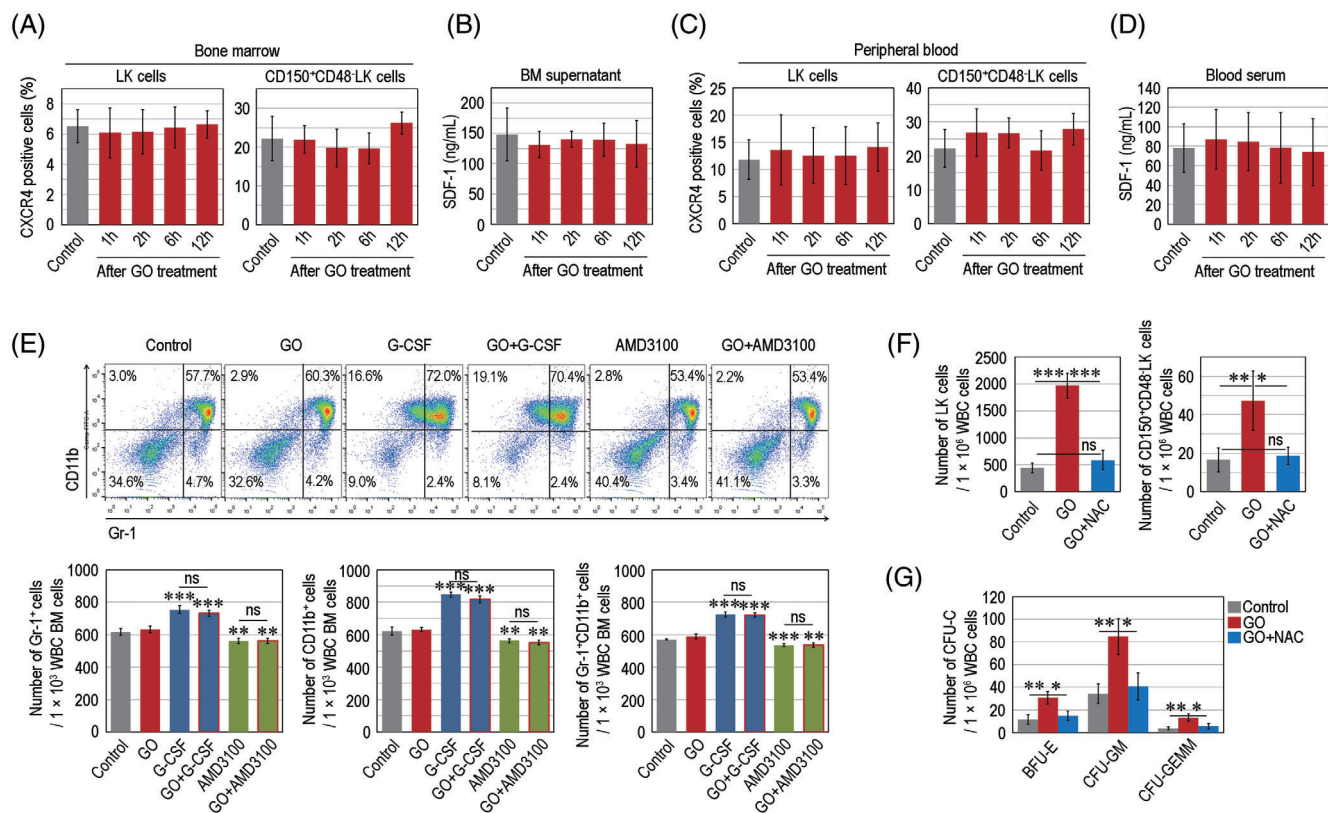 (A)
Bone marrow
LK cells
CD150+CD48-LK cells
CXCR4 positive cells (%)
10
8
6
4
2
0
Control
1h
2h
6h
12h
After GO treatment
30
20
10
0
Control
1h
2h
6h
12h
After GO treatment
(B)
BM supernatant
SDF-1 (ng/mL)
250
200
150
100
50
0
Control
1h
2h
6h
12h
After GO treatment
(C)
Peripheral blood
LK cells
CD150+CD48-LK cells
CXCR4 positive cells (%)
25
20
15
10
5
0
Control
1h
2h
6h
12h
After GO treatment
40
30
20
10
0
Control
1h
2h
6h
12h
After GO treatment
(D)
Blood serum
SDF-1 (ng/mL)
140
120
100
80
60
40
20
0
Control
1h
2h
6h
12h
After GO treatment
(E)
Control
GO
G-CSF
GO+G-CSF
AMD3100
GO+AMD3100
3.0%
57.7%
2.9%
60.3%
16.6%
72.0%
19.1%
70.4%
2.8%
53.4%
2.2%
53.4%
CD11b
34.6%
4.7%
32.6%
4.2%
9.0%
2.4%
8.1%
2.4%
40.4%
3.4%
41.1%
3.3%
Gr-1
Number of Gr-1+cells
/ 1 × 10³ WBC BM cells
1000
800
600
400
200
0
ns
***
***
ns
**
**
Control
GO
G-CSF
GO+G-CSF
AMD3100
GO+AMD3100
Number of CD11b+ cells
/ 1 × 10³ WBC BM cells
1000
800
600
400
200
0
ns
***
***
ns
**
**
Control
GO
G-CSF
GO+G-CSF
AMD3100
GO+AMD3100
Number of Gr-1+CD11b+cells
/ 1 × 10³ WBC BM cells
1000
800
600
400
200
0
ns
***
***
ns
***
**
Control
GO
G-CSF
GO+G-CSF
AMD3100
GO+AMD3100
(F)
Number of LK cells
/ 1 × 10⁶ WBC cells
2500
2000
1500
1000
500
0
*** ***
ns
Control
GO
GO+NAC
Number of CD150+CD48-LK cells
/ 1 × 10⁶ WBC cells
60
40
20
0
** *
ns
Control
GO
GO+NAC
(G)
Number of CFU-C
/ 1 × 10⁶ WBC cells
120
100
80
60
40
20
0
** *
** *
** *
BFU-E
CFU-GM
CFU-GEMM
Control
GO
GO+NAC